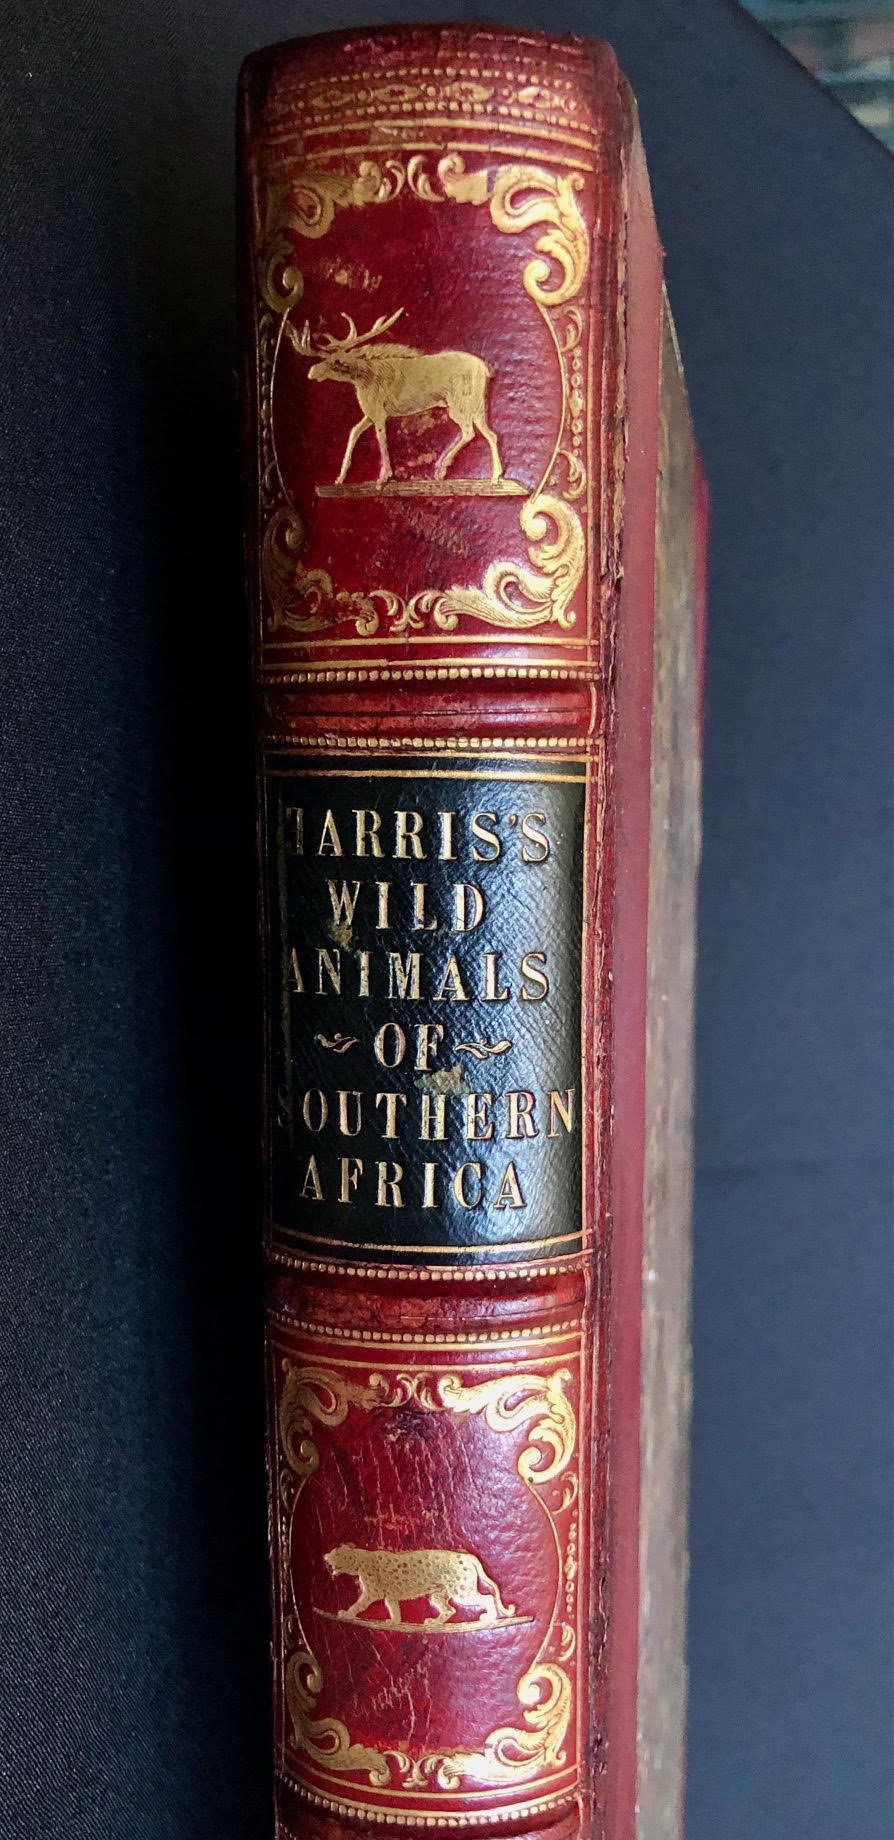 HARRIS'S
WILD
ANIMALS
OF
SOUTHERN
AFRICA